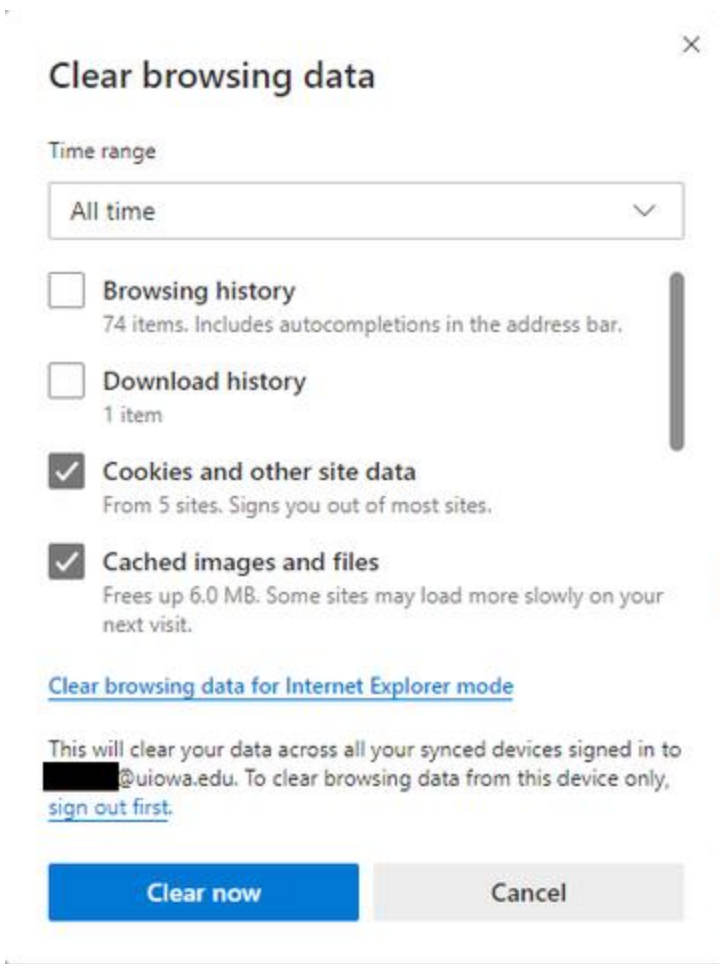 Clear browsing data
Time range
All time
Browsing history
74 items. Includes autocompletions in the address bar.
Download history
1 item
Cookies and other site data
From 5 sites. Signs you out of most sites.
Cached images and files
Frees up 6.0 MB. Some sites may load more slowly on your
next visit.
Clear browsing data for Internet Explorer mode
This will clear your data across all your synced devices signed in to
@uiowa.edu. To clear browsing data from this device only,
sign out first.
Clear now
Cancel